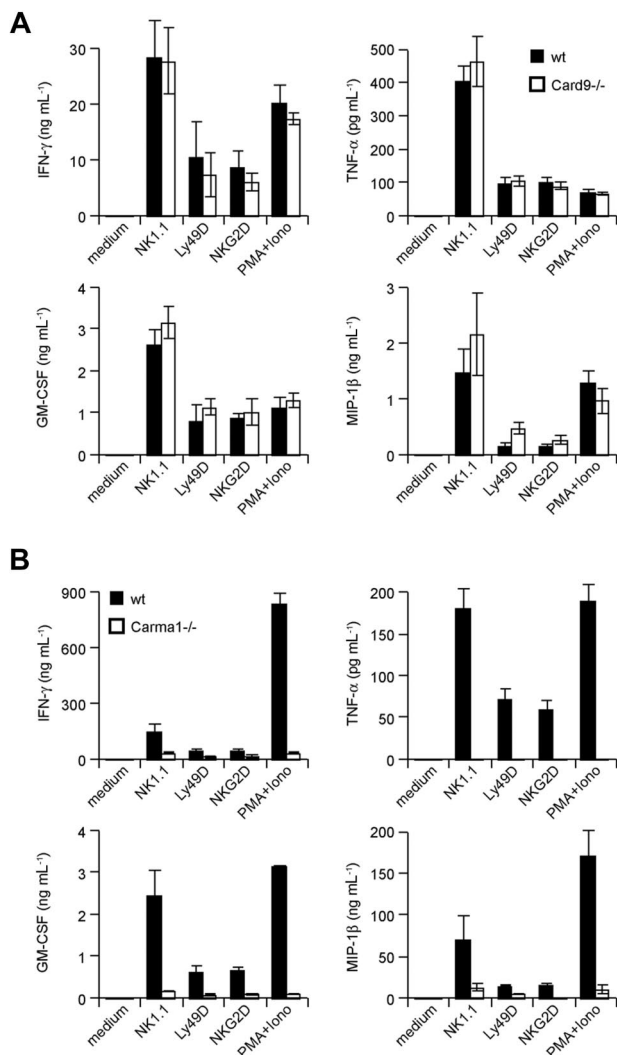 A
IFN-γ (ng mL⁻¹)
30
20
10
0
medium
NK1.1
Ly49D
NKG2D
PMA+Iono
TNF-α (pg mL⁻¹)
500
400
300
200
100
0
wt
Card9-/-
medium
NK1.1
Ly49D
NKG2D
PMA+Iono
GM-CSF (ng mL⁻¹)
4
3
2
1
0
medium
NK1.1
Ly49D
NKG2D
PMA+Iono
MIP-1β (ng mL⁻¹)
3
2
1
0
medium
NK1.1
Ly49D
NKG2D
PMA+Iono
B
IFN-γ (ng mL⁻¹)
900
600
300
0
wt
Carma1-/-
medium
NK1.1
Ly49D
NKG2D
PMA+Iono
TNF-α (pg mL⁻¹)
200
150
100
50
0
medium
NK1.1
Ly49D
NKG2D
PMA+Iono
GM-CSF (ng mL⁻¹)
4
3
2
1
0
medium
NK1.1
Ly49D
NKG2D
PMA+Iono
MIP-1β (ng mL⁻¹)
200
150
100
50
0
medium
NK1.1
Ly49D
NKG2D
PMA+Iono